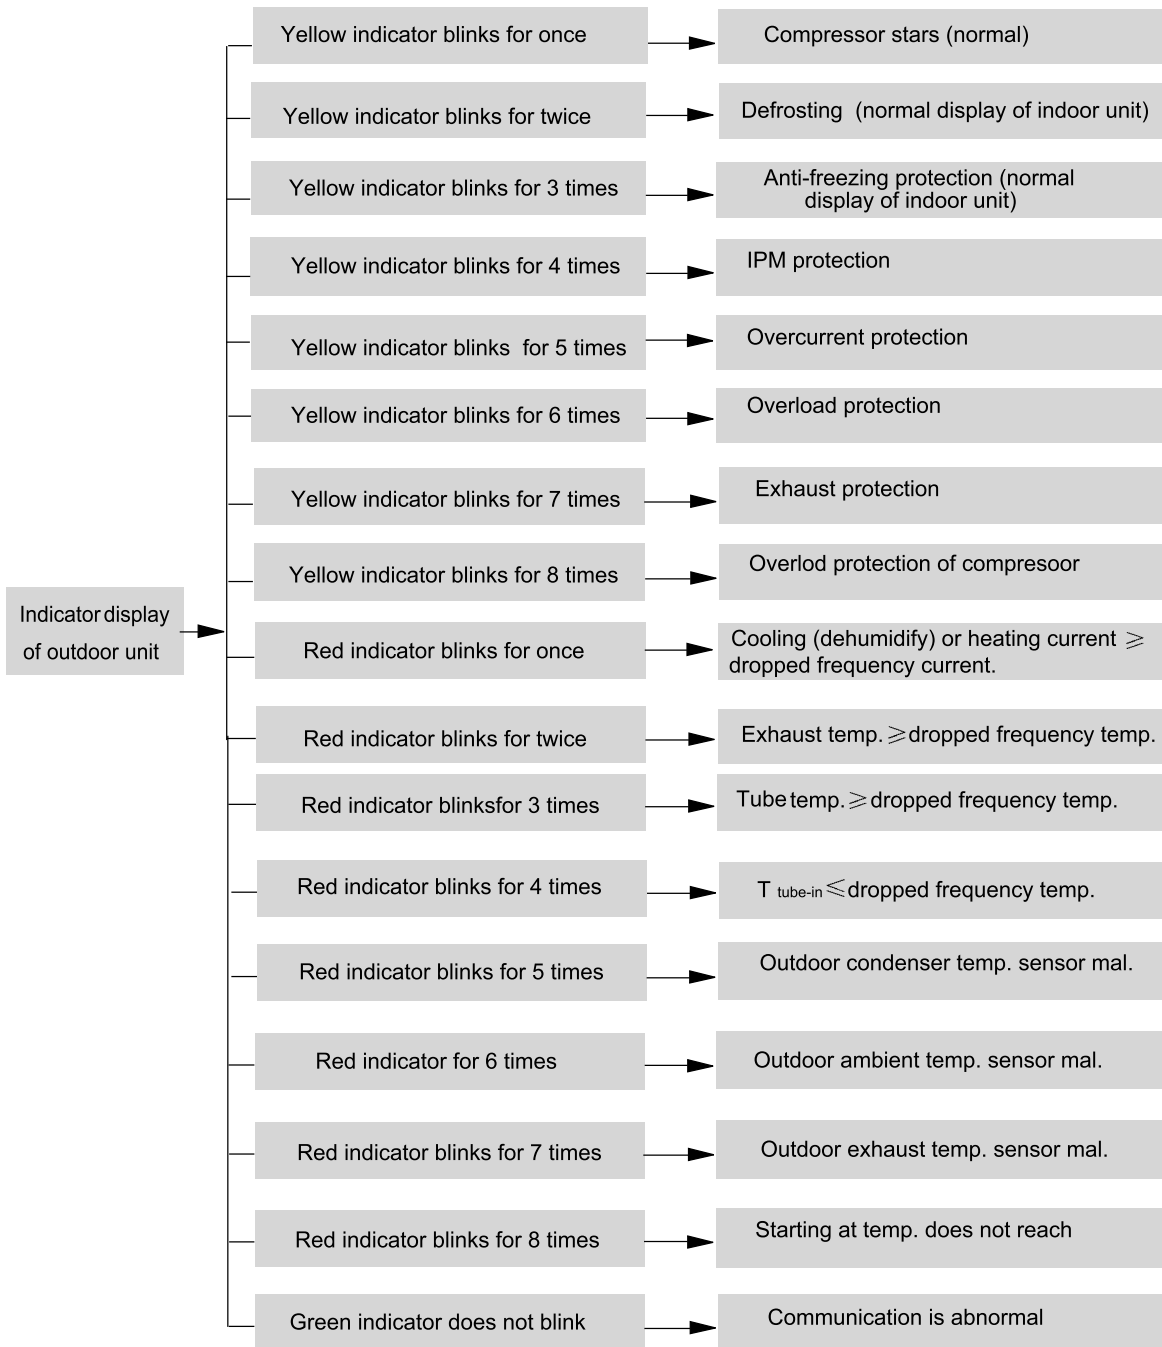 Yellow indicator blinks for once
Compressor stars (normal)
Yellow indicator blinks for twice
Defrosting (normal display of indoor unit)
Yellow indicator blinks for 3 times
Anti-freezing protection (normal
display of indoor unit)
Yellow indicator blinks for 4 times
IPM protection
Yellow indicator blinks for 5 times
Overcurrent protection
Yellow indicator blinks for 6 times
Overload protection
Yellow indicator blinks for 7 times
Exhaust protection
Yellow indicator blinks for 8 times
Overlod protection of compresoor
Indicator display
of outdoor unit
Red indicator blinks for once
Cooling (dehumidify) or heating current ≥
dropped frequency current.
Red indicator blinks for twice
Exhaust temp. ≥dropped frequency temp.
Red indicator blinksfor 3 times
Tube temp. ≥dropped frequency temp.
Red indicator blinks for 4 times
T tube-in ≤dropped frequency temp.
Red indicator blinks for 5 times
Outdoor condenser temp. sensor mal.
Red indicator for 6 times
Outdoor ambient temp. sensor mal.
Red indicator blinks for 7 times
Outdoor exhaust temp. sensor mal.
Red indicator blinks for 8 times
Starting at temp. does not reach
Green indicator does not blink
Communication is abnormal